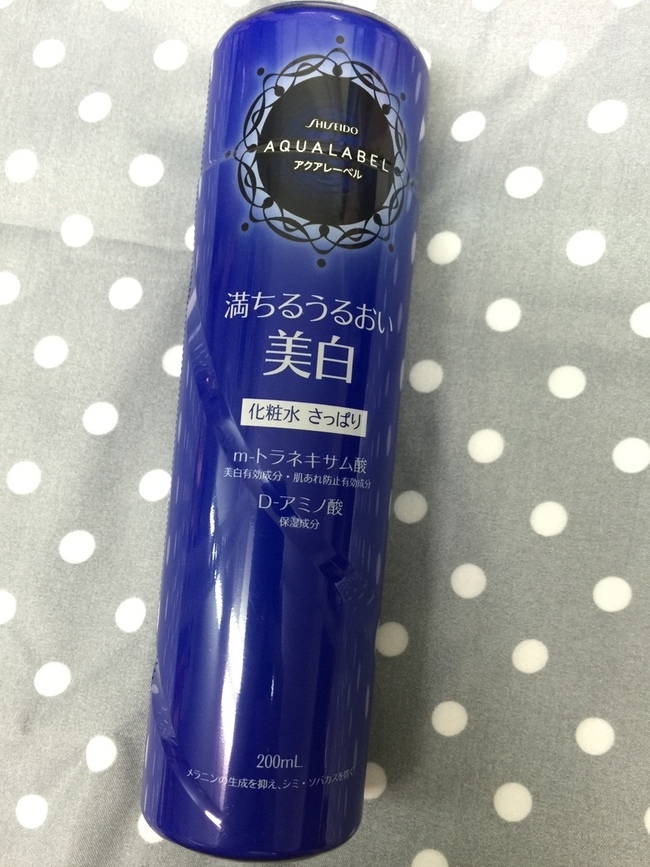 SHISEIDO
AQUALABEL
アクアレーベル
満ちるうるおい
美白
化粧水 さっぱり
m-トラネキサム酸
美白有効成分・肌あれ防止有効成分
D-アミノ酸
保湿成分
200mL
メラニンの生成を抑え、シミ・ソバカスを防ぐ